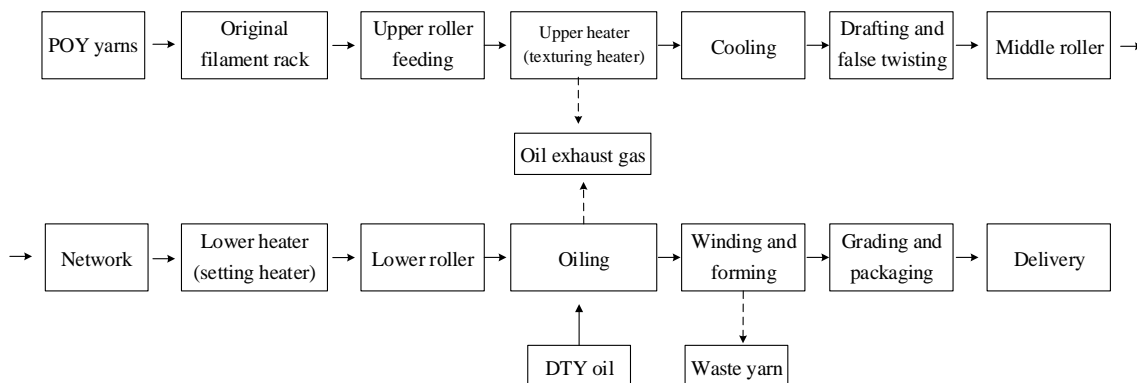 POY yarns
Original
filament rack
Upper roller
feeding
Upper heater
(texturing heater)
Cooling
Drafting and
false twisting
Middle roller
Oil exhaust gas
Network
Lower heater
(setting heater)
Lower roller
Oiling
Winding and
forming
Grading and
packaging
Delivery
DTY oil
Waste yarn